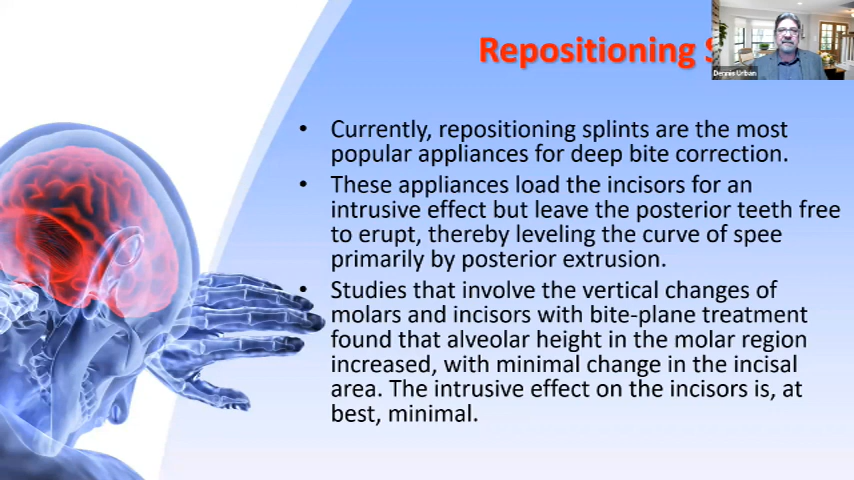 Repositioning
Dennis Urban
• Currently, repositioning splints are the most
popular appliances for deep bite correction.
• These appliances load the incisors for an
intrusive effect but leave the posterior teeth free
to erupt, thereby leveling the curve of spee
primarily by posterior extrusion.
• Studies that involve the vertical changes of
molars and incisors with bite-plane treatment
found that alveolar height in the molar region
increased, with minimal change in the incisal
area. The intrusive effect on the incisors is, at
best, minimal.